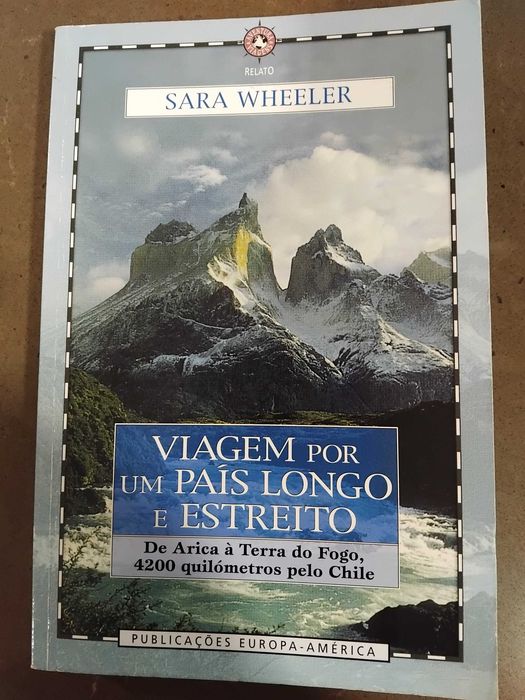 RELATO
SARA WHEELER
VIAGEM POR
UM PAÍS LONGO
E ESTREITO
De Arica à Terra do Fogo,
4200 quilómetros pelo Chile
PUBLICAÇÕES EUROPA-AMÉRICA